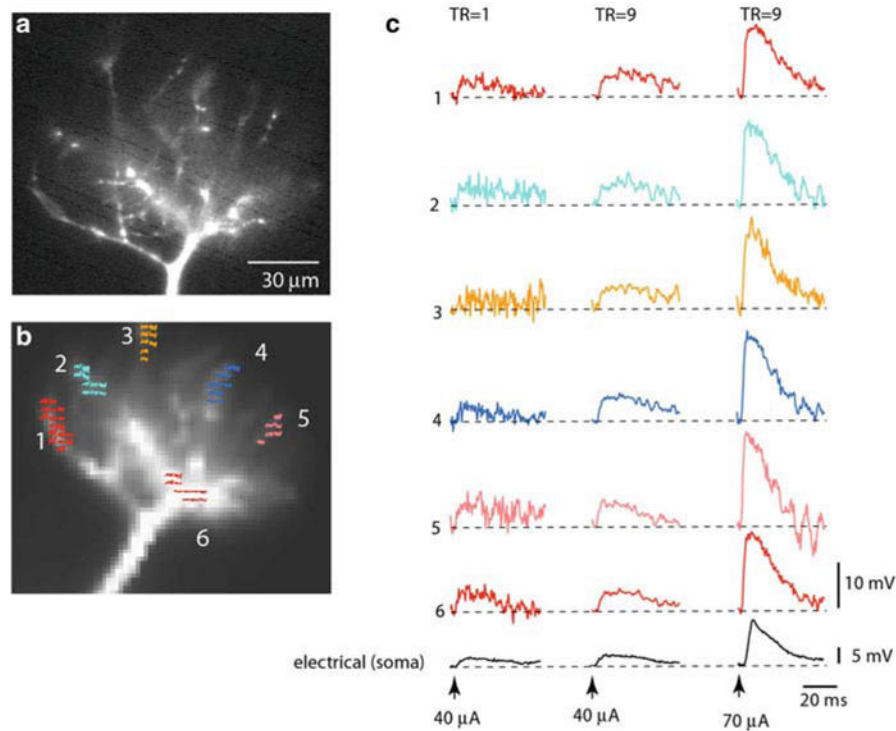 a
30 μm
b
1
2
3
4
5
6
c
TR=1 TR=9 TR=9
1
2
3
4
5
6
10 mV
electrical (soma)
5 mV
20 ms
40 μA 40 μA 70 μA